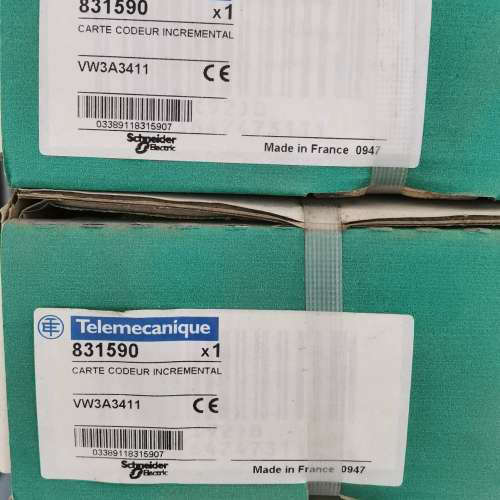 831590 x1
CARTE CODEUR INCREMENTAL
VW3A3411 CE
03389118315907
Schneider
Electric
Made in France 0947
Telemecanique
831590 x1
CARTE CODEUR INCREMENTAL
VW3A3411 CE
03389118315907
Schneider
Electric
Made in France 0947